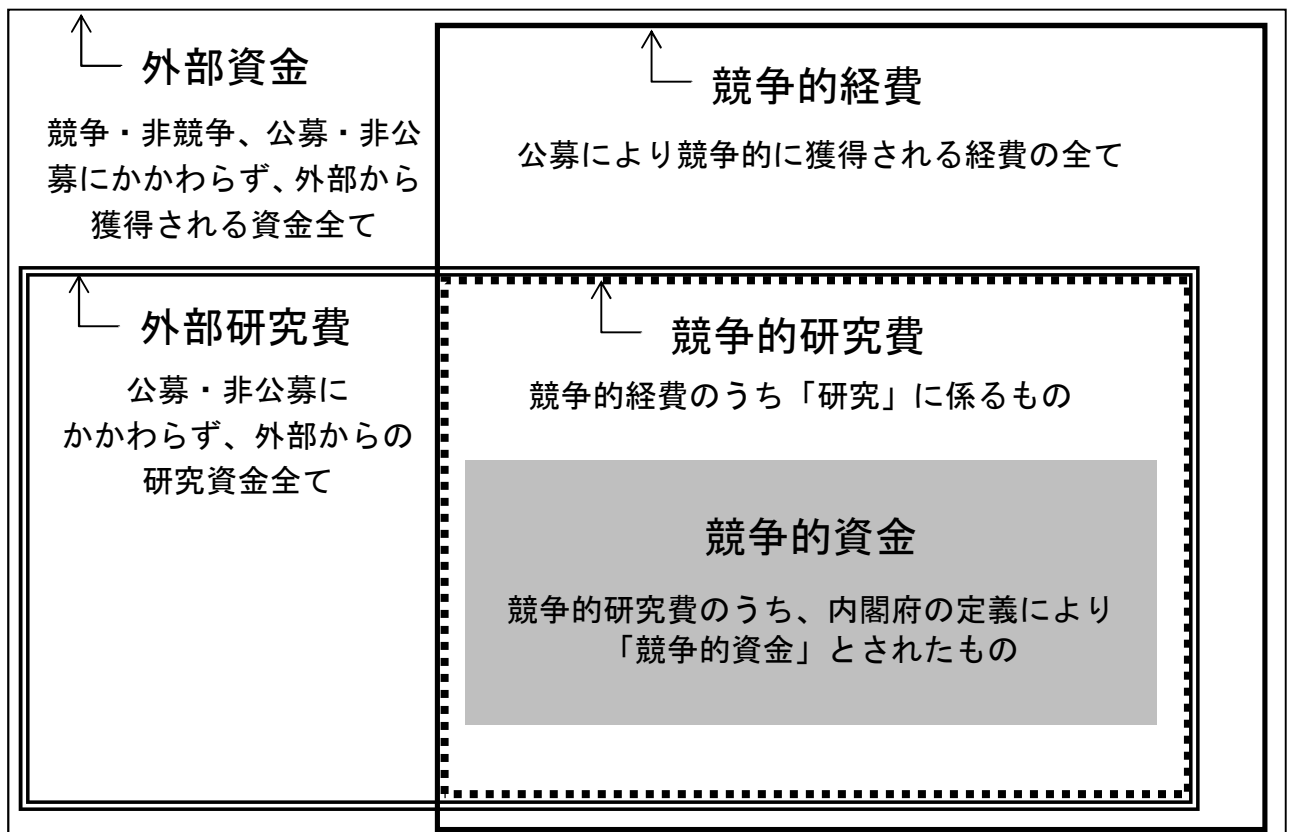 外部資金
競争・非競争、公募・非公
募にかかわらず、外部から
獲得される資金全て
競争的経費
公募により競争的に獲得される経費の全て
外部研究費
公募・非公募に
かかわらず、外部からの
研究資金全て
競争的研究費
競争的経費のうち「研究」に係るもの
競争的資金
競争的研究費のうち、内閣府の定義により
「競争的資金」とされたもの